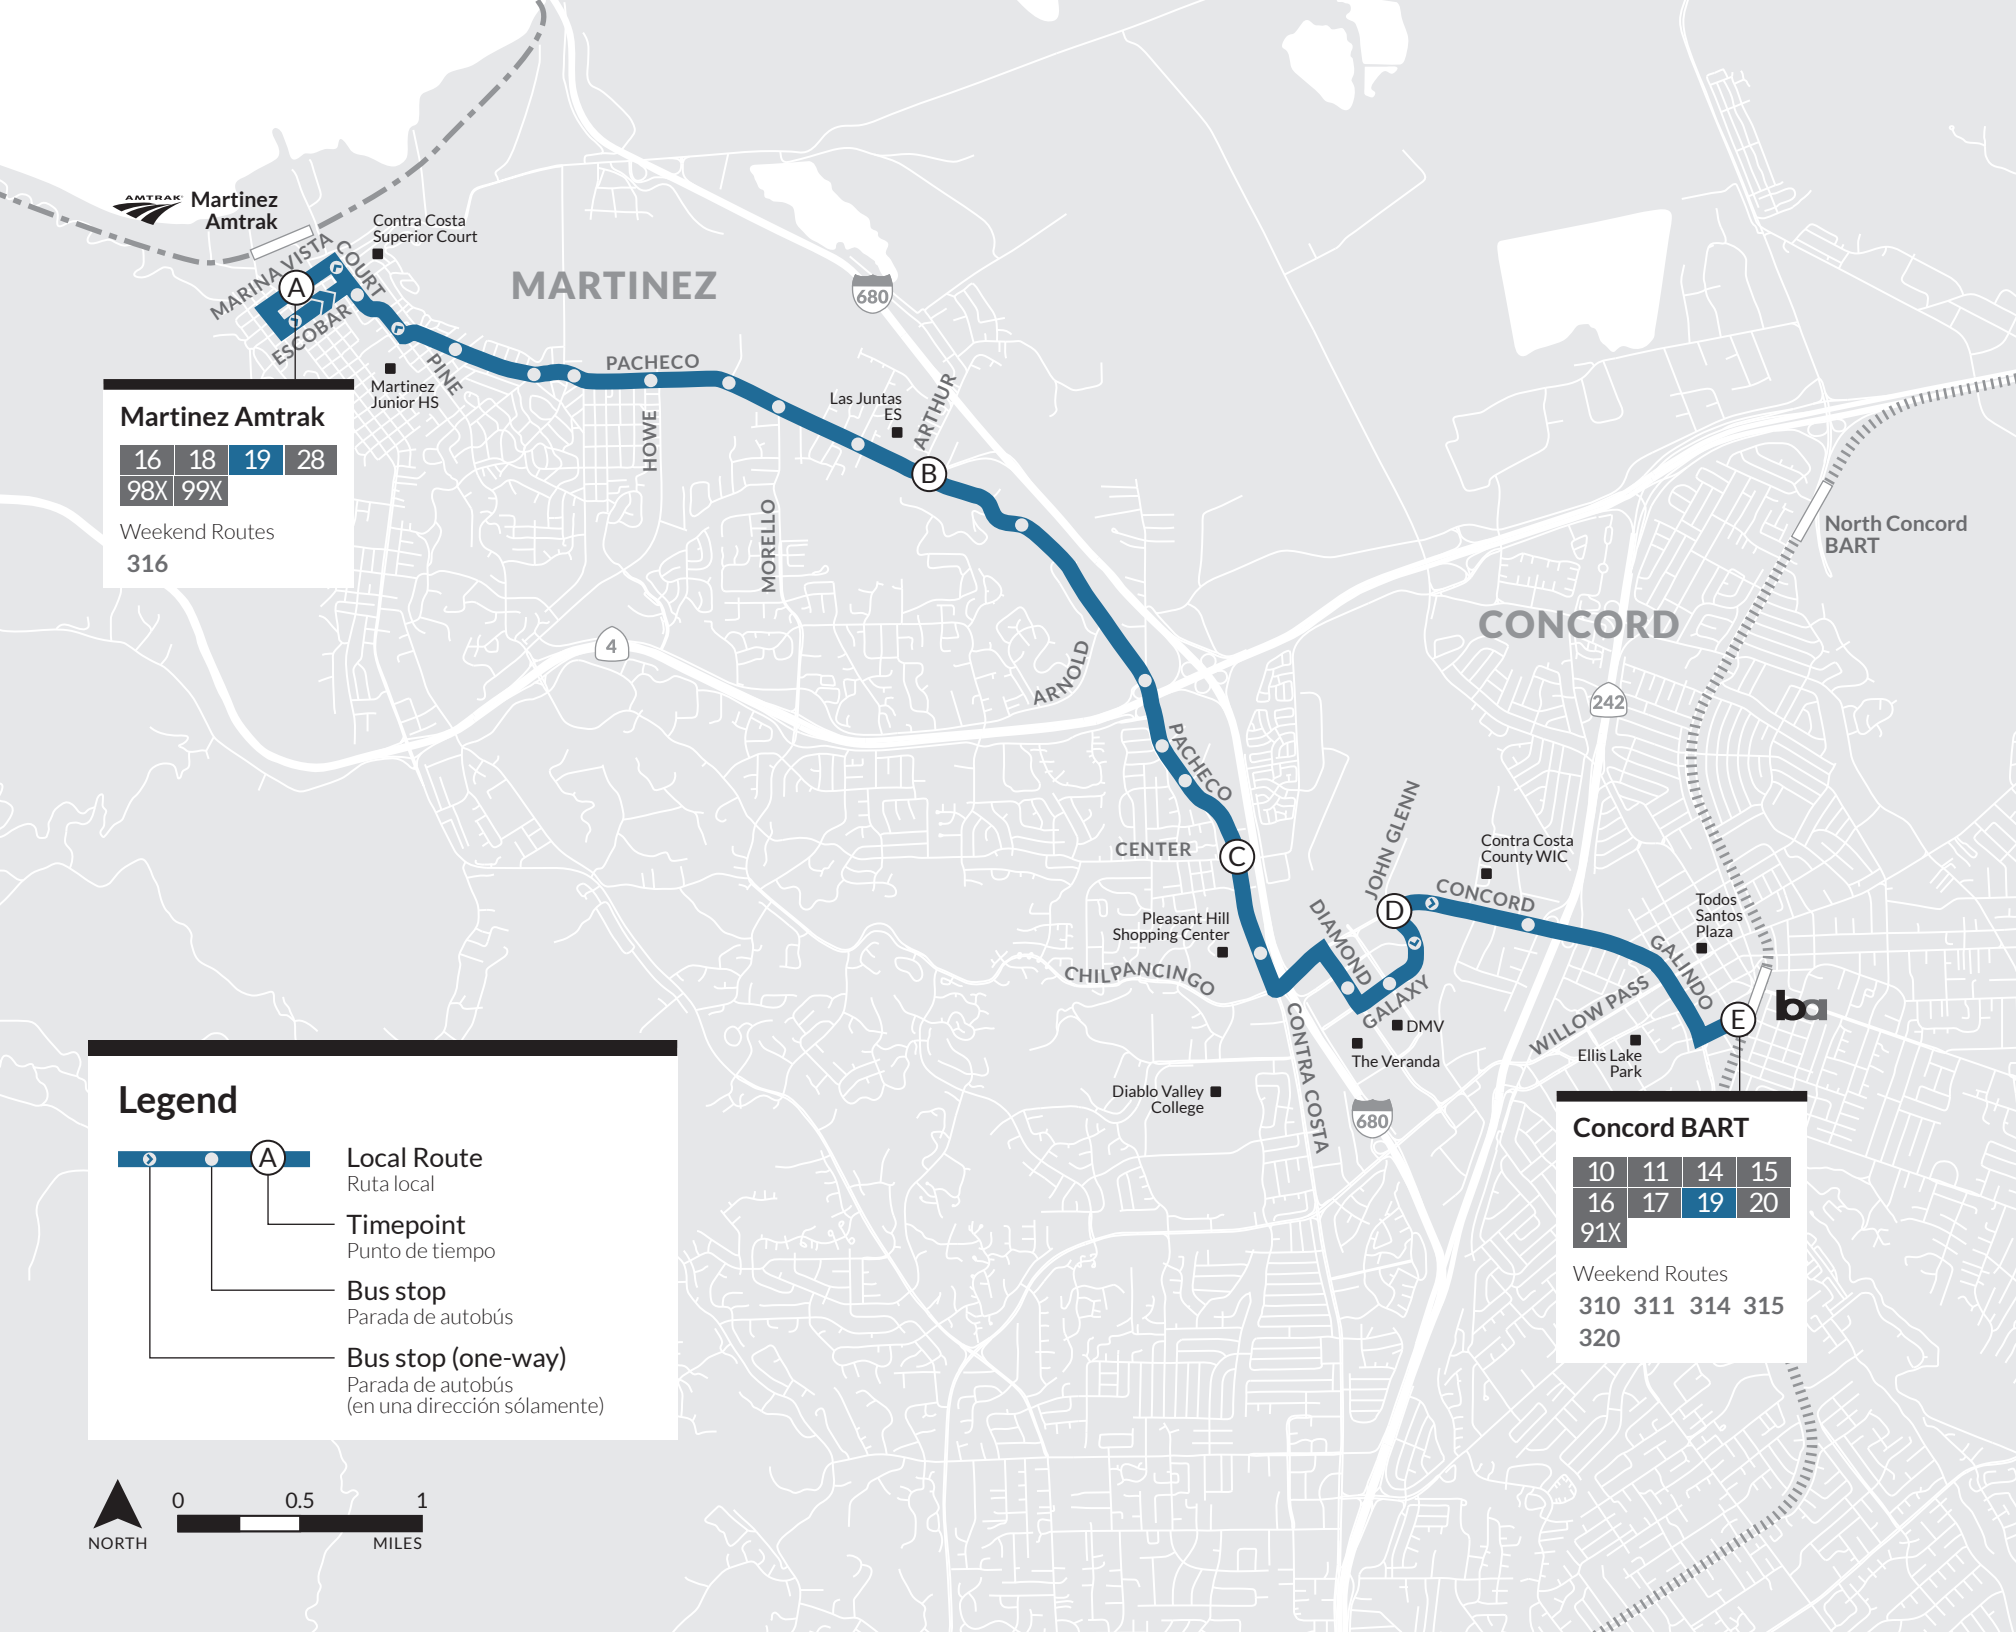 AMTRAK
Martinez
Amtrak
Contra Costa
Superior Court
MARINA VISTA
COURT
A
ESCOBAR
MARTINEZ
680
PINE
PACHECO
Martinez
Junior HS
HOWE
Las Juntas
ES
ARTHUR
B
MORELLO
Martinez Amtrak
16 18 19 28
98X 99X
Weekend Routes
316
4
ARNOLD
North Concord
BART
CONCORD
242
PACHECO
CENTER
C
JOHN GLENN
Contra Costa
County WIC
D
CONCORD
DIAMOND
GALAXY
Pleasant Hill
Shopping Center
CHILPANCINGO
Todos
Santos
Plaza
GALINDO
WILLOW PASS
E
ba
DMV
The Veranda
Ellis Lake
Park
CONTRA COSTA
Diablo Valley
College
680
Concord BART
10 11 14 15
16 17 19 20
91X
Weekend Routes
310 311 314 315
320
Legend
A
Local Route
Ruta local
Timepoint
Punto de tiempo
Bus stop
Parada de autobús
Bus stop (one-way)
Parada de autobús
(en una dirección sólamente)
NORTH
0 0.5 1
MILES